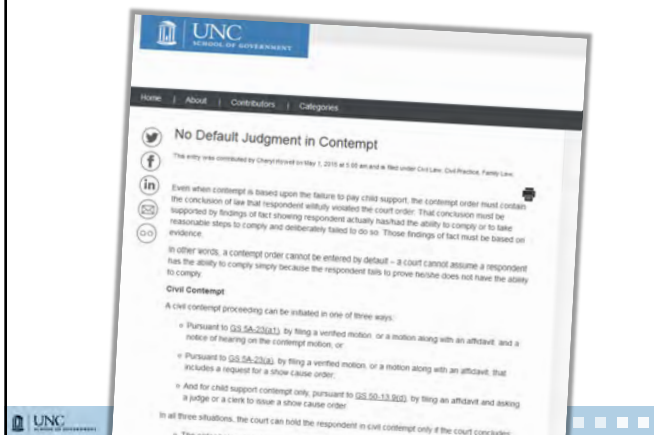 UNC
SCHOOL OF GOVERNMENT
Home | About | Contributors | Categories
No Default Judgment in Contempt
This entry was contributed by Cheryl Howell on May 1, 2015 at 5:00 am and is filed under Civil Law, Civil Practice, Family Law.
Even when contempt is based upon the failure to pay child support, the contempt order must contain
the conclusion of law that respondent willfully violated the court order. That conclusion must be
supported by findings of fact showing respondent actually has/had the ability to comply or to take
reasonable steps to comply and deliberately failed to do so. Those findings of fact must be based on
evidence.
In other words, a contempt order cannot be entered by default – a court cannot assume a respondent
has the ability to comply simply because the respondent fails to prove he/she does not have the ability
to comply.
Civil Contempt
A civil contempt proceeding can be initiated in one of three ways:
Pursuant to GS 5A-23(a1), by filing a verified motion, or a motion along with an affidavit, and a
notice of hearing on the contempt motion; or
Pursuant to GS 5A-23(a), by filing a verified motion, or a motion along with an affidavit, that
includes a request for a show cause order;
And for child support contempt only, pursuant to GS 50-13.9(d), by filing an affidavit and asking
a judge or a clerk to issue a show cause order.
In all three situations, the court can hold the respondent in civil contempt only if the court concludes
UNC
SCHOOL OF GOVERNMENT